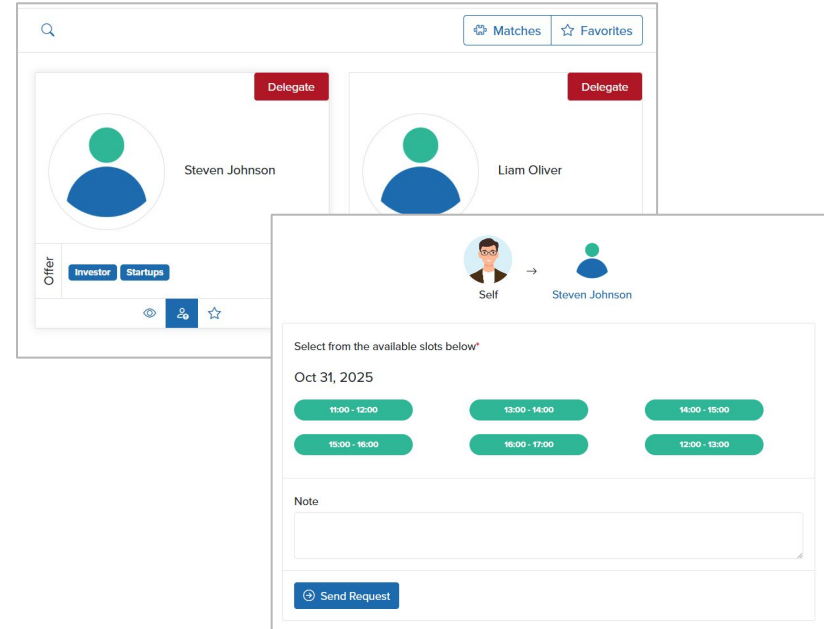 Matches Favorites
Delegate
Delegate
Steven Johnson
Liam Oliver
Offer
Investor Startups
Self
Steven Johnson
Select from the available slots below*
Oct 31, 2025
11:00 - 12:00 13:00 - 14:00 14:00 - 15:00
15:00 - 16:00 16:00 - 17:00 12:00 - 13:00
Note
Send Request